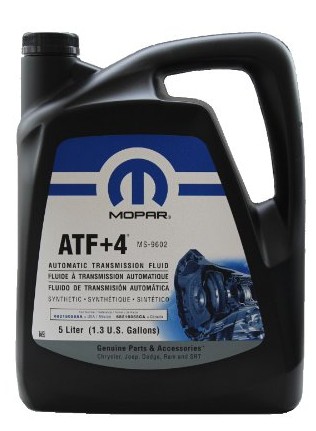 MOPAR
ATF+4® MS-9602
AUTOMATIC TRANSMISSION FLUID
FLUIDE À TRANSMISSION AUTOMATIQUE
FLUIDO DE TRANSMISIÓN AUTOMÁTICA
SYNTHETIC • SYNTHÉTIQUE • SINTÉTICO
5 Liter (1.3 U.S. Gallons)
Genuine Parts & Accessories
Chrysler, Jeep, Dodge, Ram and SRT